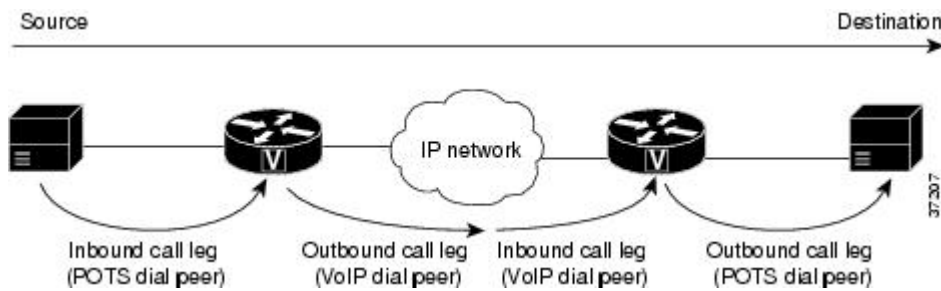 Source
Destination
V
IP network
V
37207
Inbound call leg
(POTS dial peer)
Outbound call leg
(VoIP dial peer)
Inbound call leg
(VoIP dial peer)
Outbound call leg
(POTS dial peer)